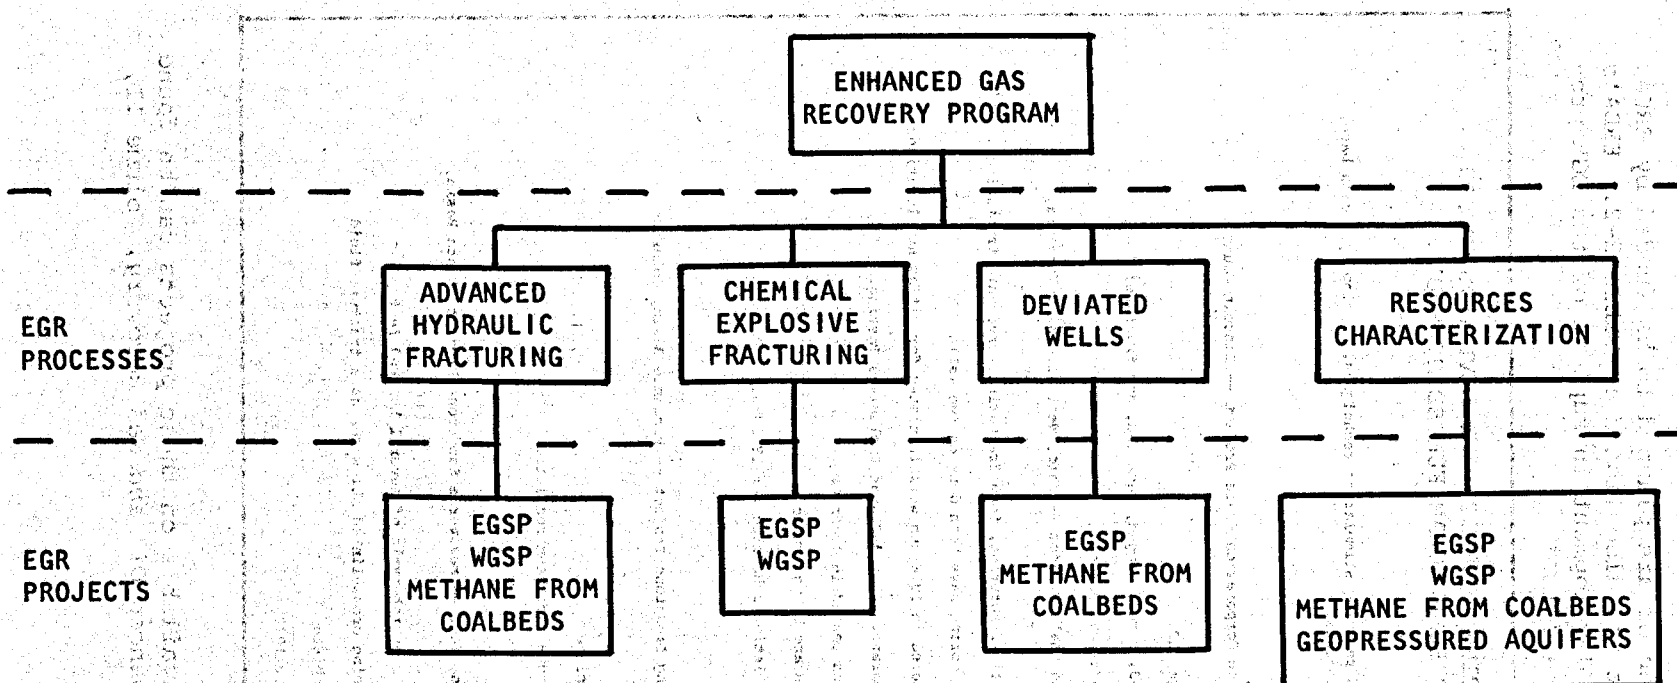 ENHANCED GAS
RECOVERY PROGRAM
EGR
PROCESSES
ADVANCED
HYDRAULIC
FRACTURING
CHEMICAL
EXPLOSIVE
FRACTURING
DEVIATED
WELLS
RESOURCES
CHARACTERIZATION
EGR
PROJECTS
EGSP
WGSP
METHANE FROM
COALBEDS
EGSP
WGSP
EGSP
METHANE FROM
COALBEDS
EGSP
WGSP
METHANE FROM COALBEDS
GEOPRESSURED AQUIFERS